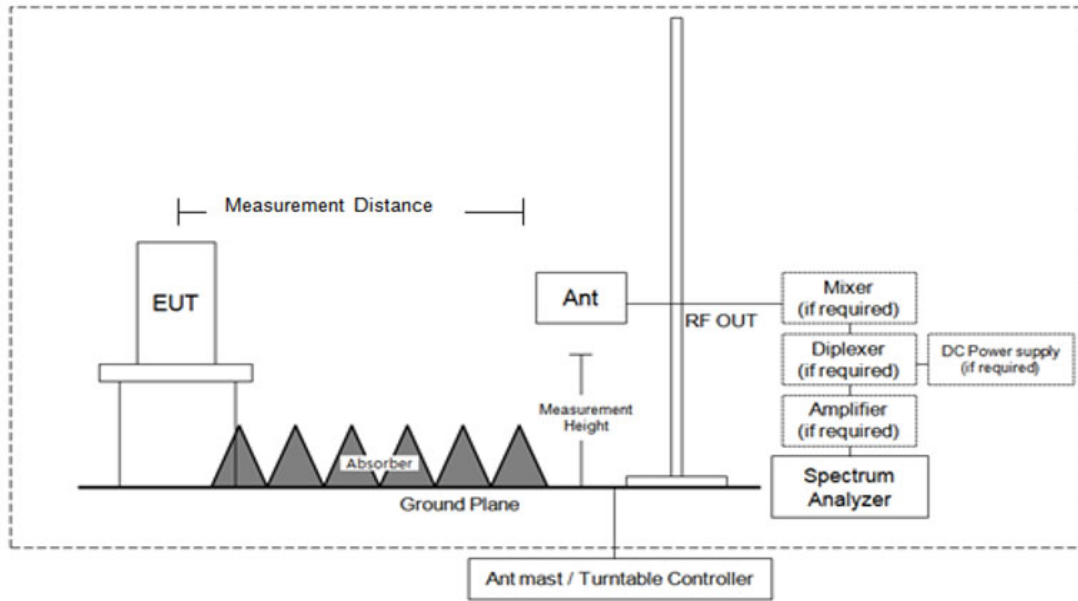 Measurement Distance
EUT
Ant
RF OUT
Mixer
(if required)
Diplexer
(if required)
DC Power supply
(if required)
Measurement
Height
Amplifier
(if required)
Absorber
Spectrum
Analyzer
Ground Plane
Ant mast / Turntable Controller